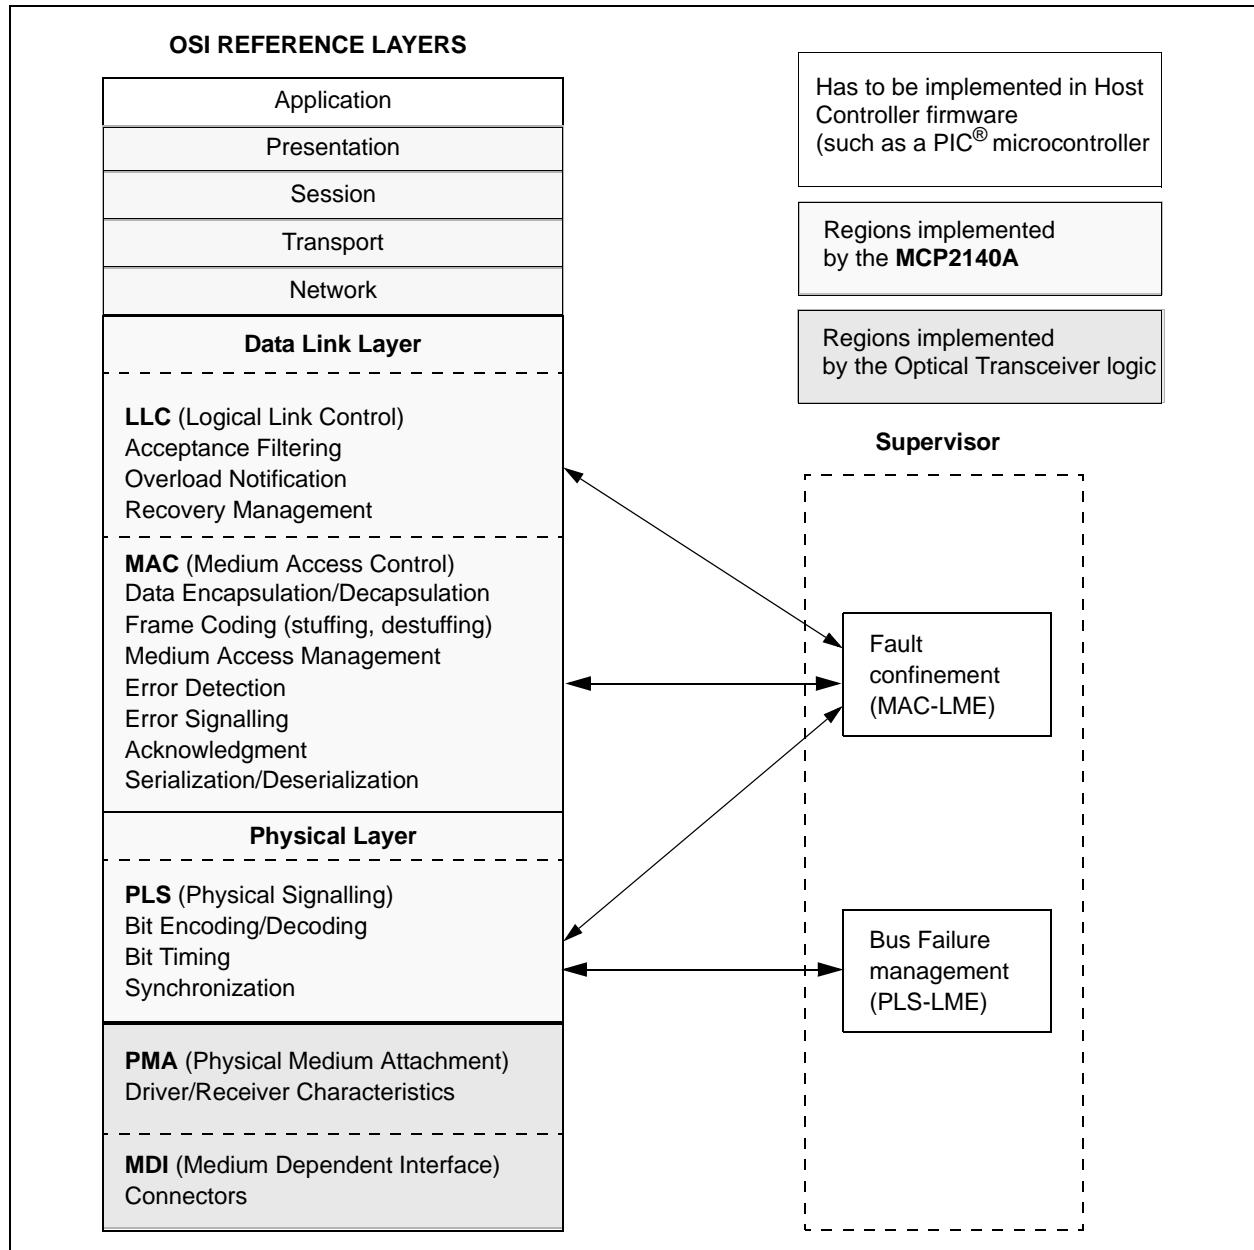 OSI REFERENCE LAYERS
Application
Presentation
Session
Transport
Network
Data Link Layer
LLC (Logical Link Control)
Acceptance Filtering
Overload Notification
Recovery Management
MAC (Medium Access Control)
Data Encapsulation/Decapsulation
Frame Coding (stuffing, destuffing)
Medium Access Management
Error Detection
Error Signalling
Acknowledgment
Serialization/Deserialization
Physical Layer
PLS (Physical Signalling)
Bit Encoding/Decoding
Bit Timing
Synchronization
PMA (Physical Medium Attachment)
Driver/Receiver Characteristics
MDI (Medium Dependent Interface)
Connectors
Has to be implemented in Host
Controller firmware
(such as a PIC® microcontroller
Regions implemented
by the MCP2140A
Regions implemented
by the Optical Transceiver logic
Supervisor
Fault
confinement
(MAC-LME)
Bus Failure
management
(PLS-LME)